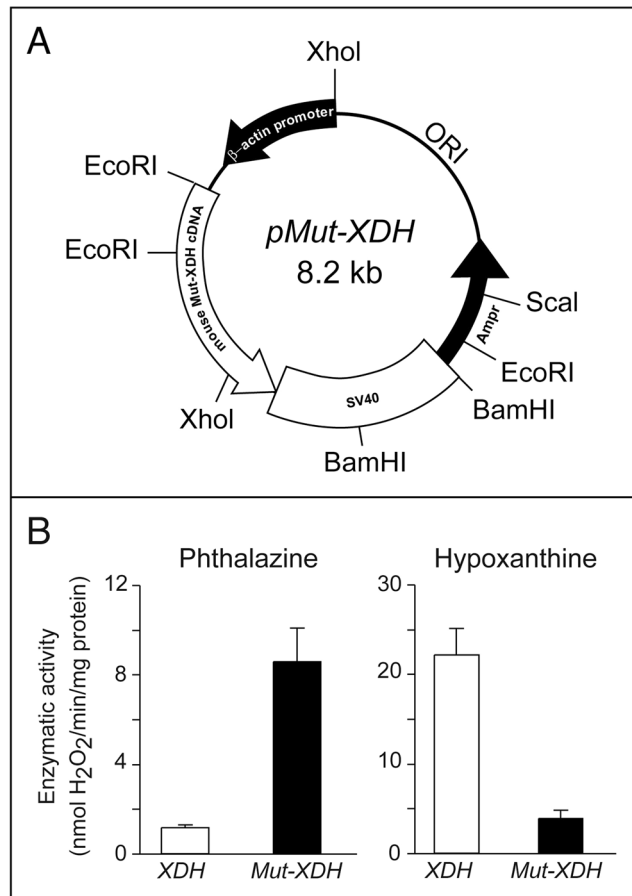 A
XhoI
β-actin promoter
ORI
EcoRI
EcoRI
mouse Mut-XDH cDNA
pMut-XDH
8.2 kb
ScaI
Ampr
EcoRI
BamHI
SV40
XhoI
BamHI
B
Phthalazine
Hypoxanthine
Enzymatic activity
(nmol H₂O₂/min/mg protein)
12
8
4
0
30
20
10
0
XDH
Mut-XDH
XDH
Mut-XDH